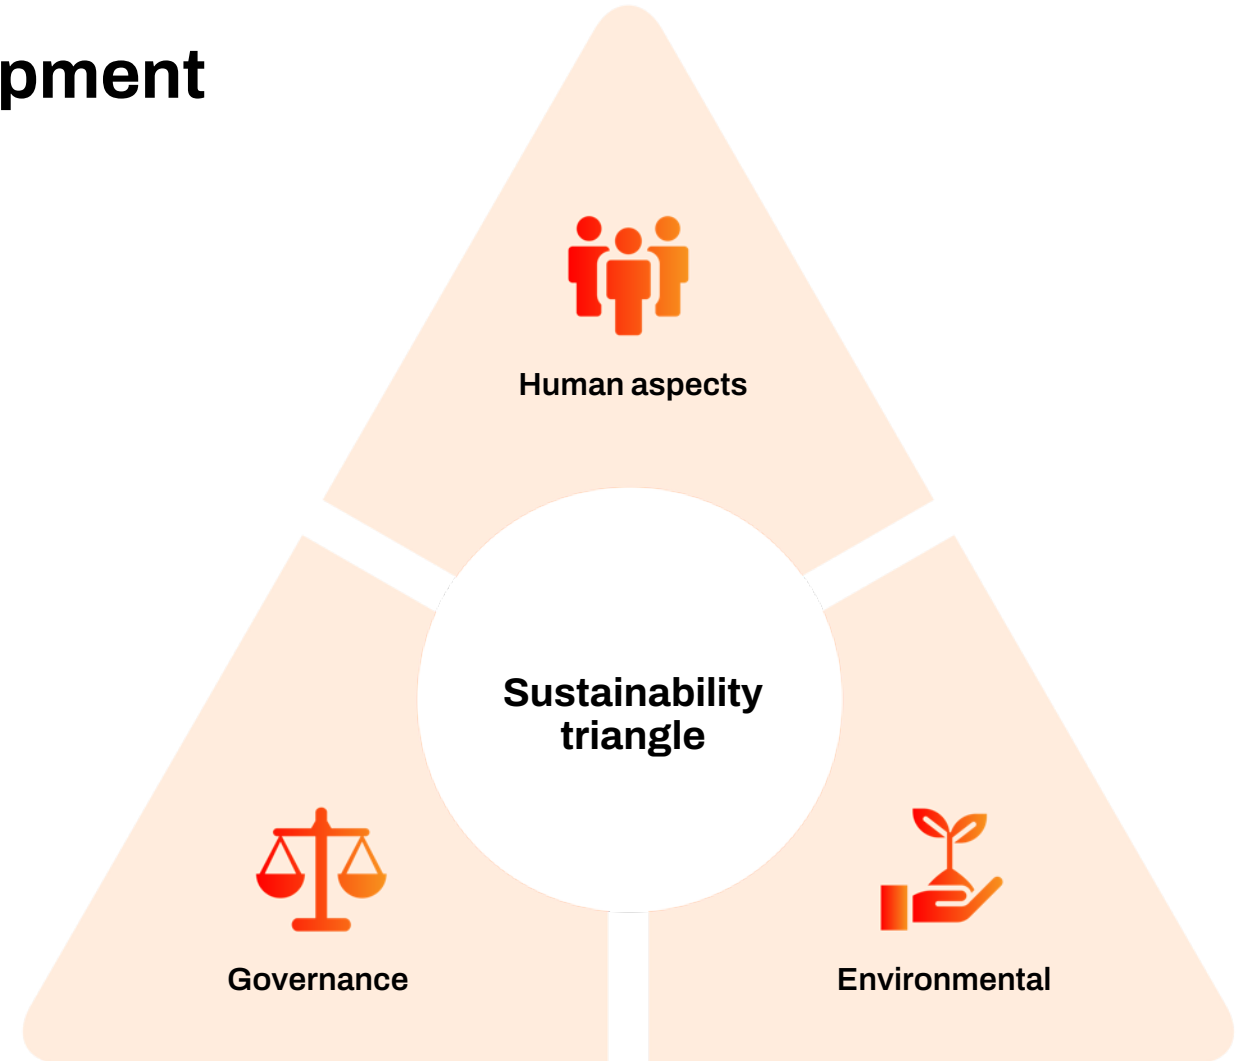 pment
Human aspects
Sustainability
triangle
Governance
Environmental